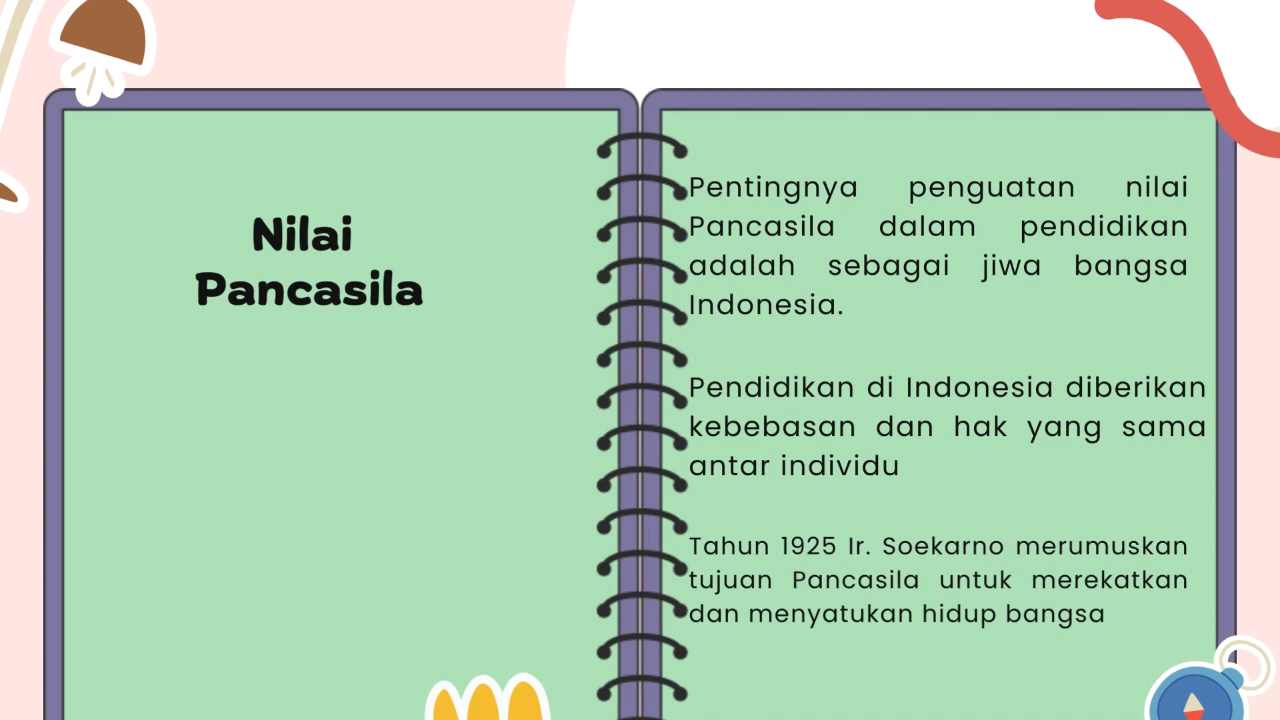 Nilai
Pancasila
Pentingnya penguatan nilai
Pancasila dalam pendidikan
adalah sebagai jiwa bangsa
Indonesia.
Pendidikan di Indonesia diberikan
kebebasan dan hak yang sama
antar individu
Tahun 1925 Ir. Soekarno merumuskan
tujuan Pancasila untuk merekatkan
dan menyatukan hidup bangsa